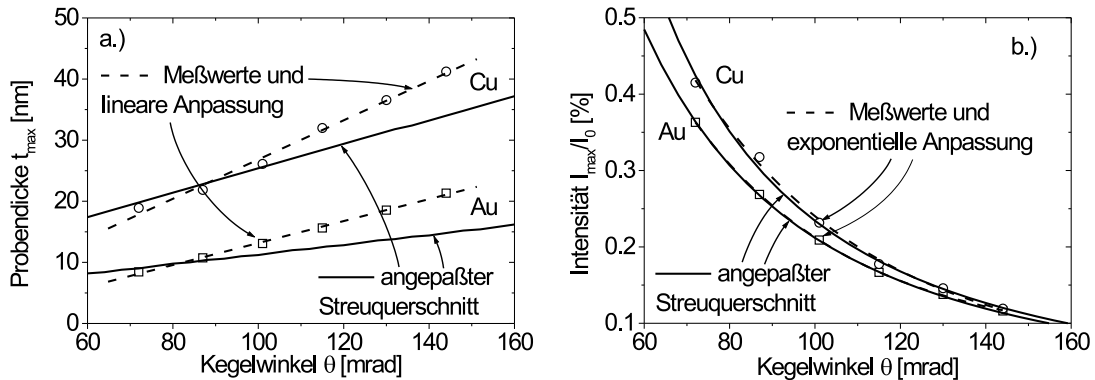 a.)
50
40
30
20
10
0
Probendicke t_max [nm]
Meßwerte und
lineare Anpassung
Cu
Au
angepaßter
Streuquerschnitt
60 80 100 120 140 160
Kegelwinkel θ [mrad]
b.)
0.5
0.4
0.3
0.2
0.1
Intensität I_max/I_0 [%]
Cu
Au
Meßwerte und
exponentielle Anpassung
angepaßter
Streuquerschnitt
60 80 100 120 140 160
Kegelwinkel θ [mrad]